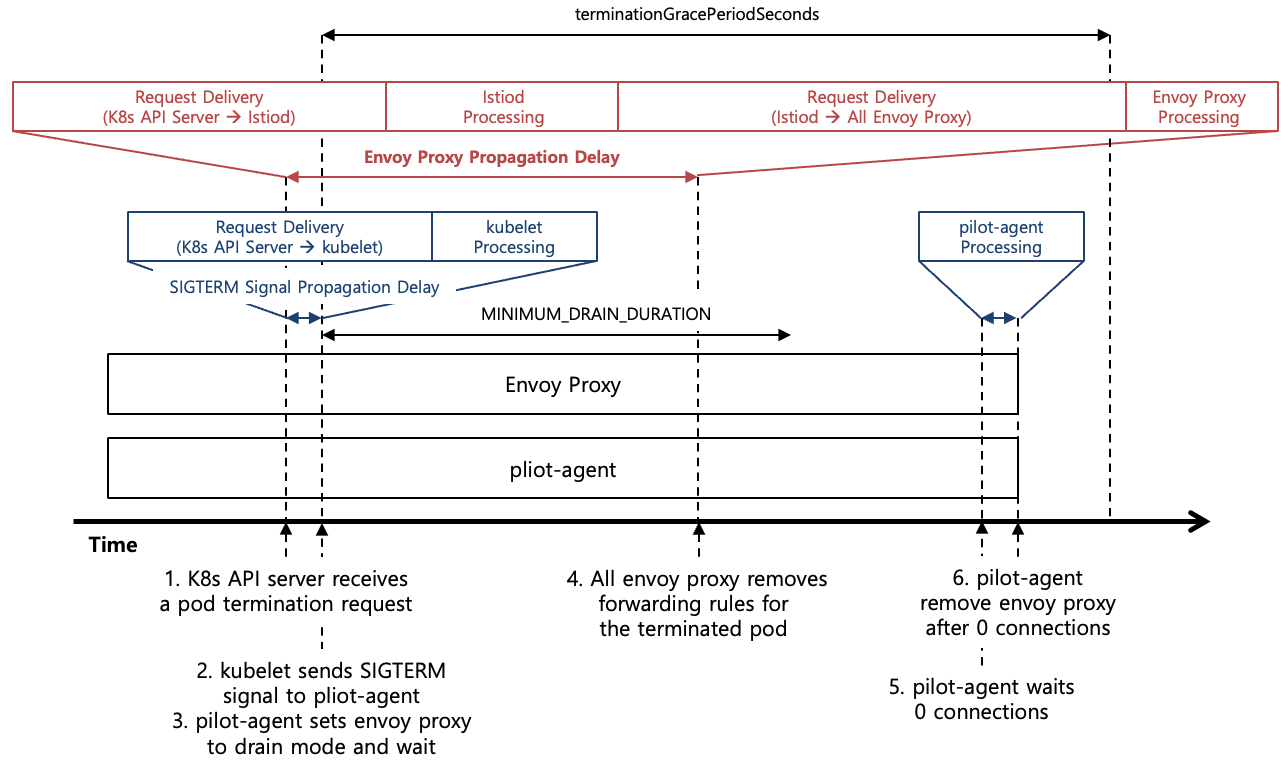 terminationGracePeriodSeconds
Request Delivery
(K8s API Server → Istiod)
Istiod
Processing
Request Delivery
(Istiod → All Envoy Proxy)
Envoy Proxy
Processing
Envoy Proxy Propagation Delay
Request Delivery
(K8s API Server → kubelet)
kubelet
Processing
pilot-agent
Processing
SIGTERM Signal Propagation Delay
MINIMUM_DRAIN_DURATION
Envoy Proxy
pliot-agent
Time
1. K8s API server receives
a pod termination request
2. kubelet sends SIGTERM
signal to pliot-agent
3. pilot-agent sets envoy proxy
to drain mode and wait
4. All envoy proxy removes
forwarding rules for
the terminated pod
6. pilot-agent
remove envoy proxy
after 0 connections
5. pilot-agent waits
0 connections